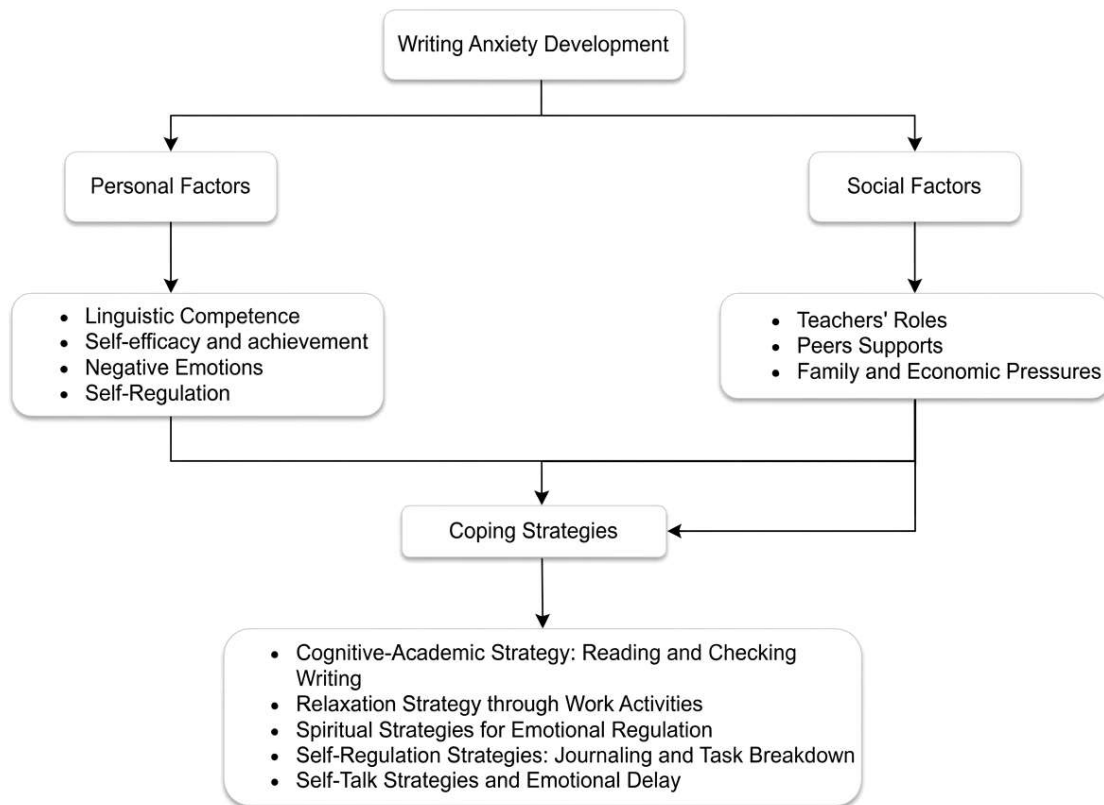 Writing Anxiety Development
Personal Factors
Social Factors
• Linguistic Competence
• Self-efficacy and achievement
• Negative Emotions
• Self-Regulation
• Teachers' Roles
• Peers Supports
• Family and Economic Pressures
Coping Strategies
• Cognitive-Academic Strategy: Reading and Checking
Writing
• Relaxation Strategy through Work Activities
• Spiritual Strategies for Emotional Regulation
• Self-Regulation Strategies: Journaling and Task Breakdown
• Self-Talk Strategies and Emotional Delay